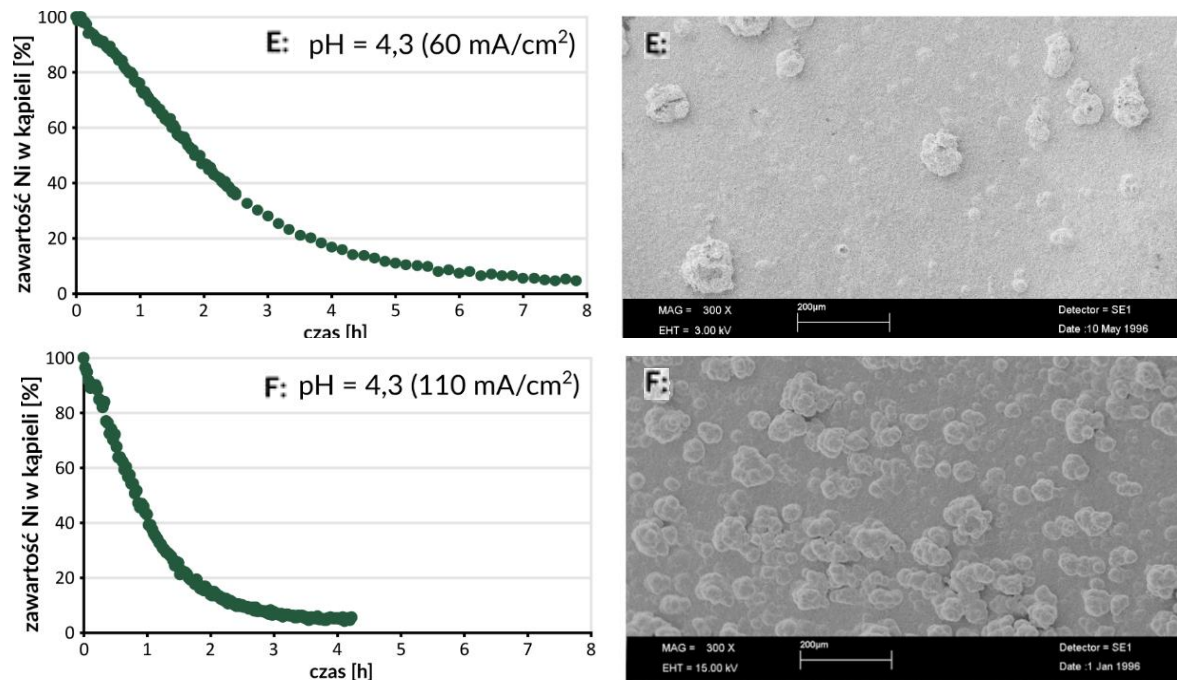 E: pH = 4,3 (60 mA/cm²)
zawartość Ni w kąpieli [%]
100
80
60
40
20
0
0 1 2 3 4 5 6 7 8
czas [h]
E:
MAG = 300 X
EHT = 3.00 kV
200µm
Detector = SE1
Date :10 May 1996
F: pH = 4,3 (110 mA/cm²)
zawartość Ni w kąpieli [%]
100
80
60
40
20
0
0 1 2 3 4 5 6 7 8
czas [h]
F:
MAG = 300 X
EHT = 15.00 kV
200µm
Detector = SE1
Date :1 Jan 1996